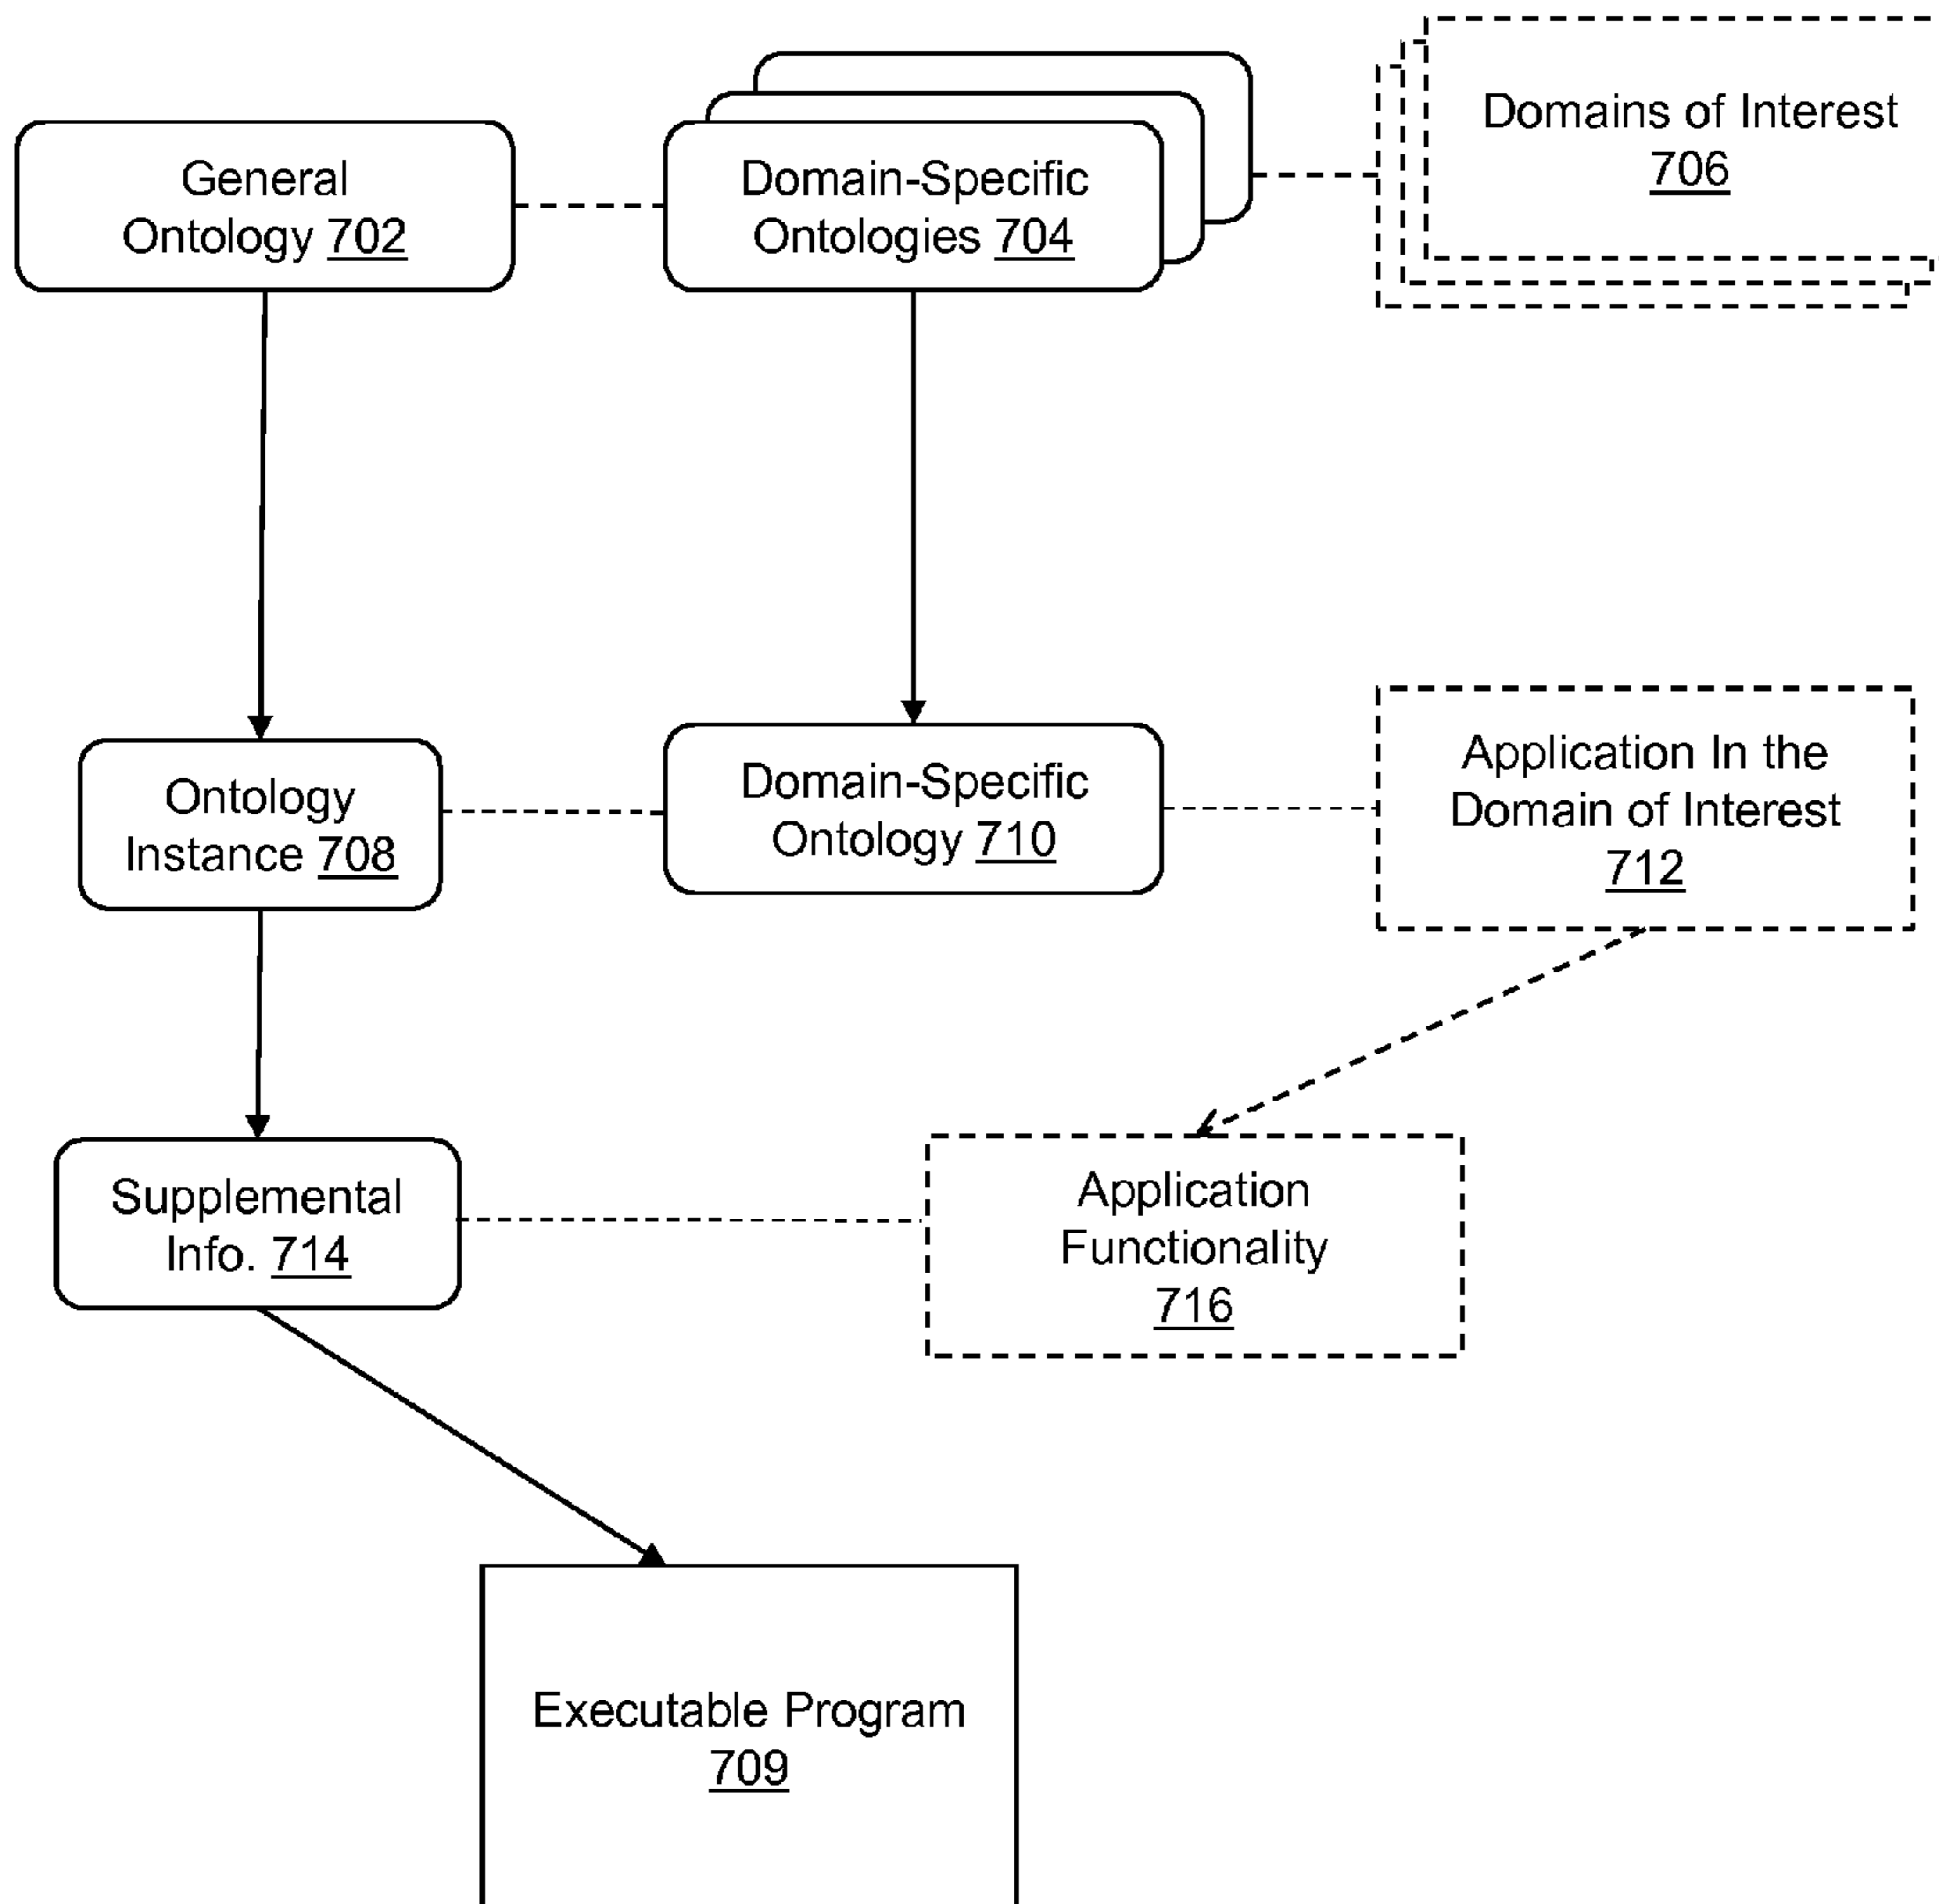 General
Ontology 702
Domain-Specific
Ontologies 704
Domains of Interest
706
Ontology
Instance 708
Domain-Specific
Ontology 710
Application In the
Domain of Interest
712
Supplemental
Info. 714
Application
Functionality
716
Executable Program
709